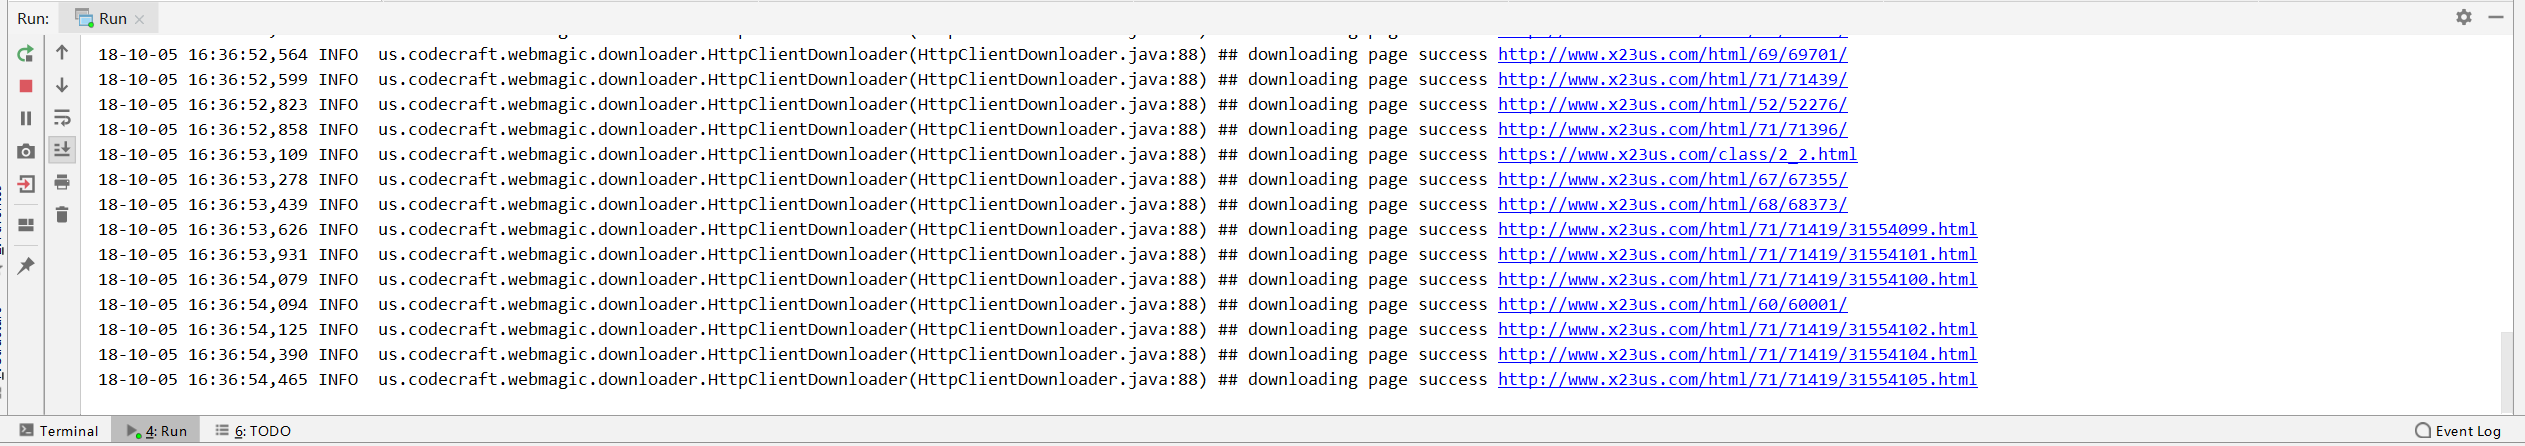 Run: Run
18-10-05 16:36:52,564 INFO  us.codecraft.webmagic.downloader.HttpClientDownloader(HttpClientDownloader.java:88) ## downloading page success http://www.x23us.com/html/69/69701/
18-10-05 16:36:52,599 INFO  us.codecraft.webmagic.downloader.HttpClientDownloader(HttpClientDownloader.java:88) ## downloading page success http://www.x23us.com/html/71/71439/
18-10-05 16:36:52,823 INFO  us.codecraft.webmagic.downloader.HttpClientDownloader(HttpClientDownloader.java:88) ## downloading page success http://www.x23us.com/html/52/52276/
18-10-05 16:36:52,858 INFO  us.codecraft.webmagic.downloader.HttpClientDownloader(HttpClientDownloader.java:88) ## downloading page success http://www.x23us.com/html/71/71396/
18-10-05 16:36:53,109 INFO  us.codecraft.webmagic.downloader.HttpClientDownloader(HttpClientDownloader.java:88) ## downloading page success https://www.x23us.com/class/2_2.html
18-10-05 16:36:53,278 INFO  us.codecraft.webmagic.downloader.HttpClientDownloader(HttpClientDownloader.java:88) ## downloading page success http://www.x23us.com/html/67/67355/
18-10-05 16:36:53,439 INFO  us.codecraft.webmagic.downloader.HttpClientDownloader(HttpClientDownloader.java:88) ## downloading page success http://www.x23us.com/html/68/68373/
18-10-05 16:36:53,626 INFO  us.codecraft.webmagic.downloader.HttpClientDownloader(HttpClientDownloader.java:88) ## downloading page success http://www.x23us.com/html/71/71419/31554099.html
18-10-05 16:36:53,931 INFO  us.codecraft.webmagic.downloader.HttpClientDownloader(HttpClientDownloader.java:88) ## downloading page success http://www.x23us.com/html/71/71419/31554101.html
18-10-05 16:36:54,079 INFO  us.codecraft.webmagic.downloader.HttpClientDownloader(HttpClientDownloader.java:88) ## downloading page success http://www.x23us.com/html/71/71419/31554100.html
18-10-05 16:36:54,094 INFO  us.codecraft.webmagic.downloader.HttpClientDownloader(HttpClientDownloader.java:88) ## downloading page success http://www.x23us.com/html/60/60001/
18-10-05 16:36:54,125 INFO  us.codecraft.webmagic.downloader.HttpClientDownloader(HttpClientDownloader.java:88) ## downloading page success http://www.x23us.com/html/71/71419/31554102.html
18-10-05 16:36:54,390 INFO  us.codecraft.webmagic.downloader.HttpClientDownloader(HttpClientDownloader.java:88) ## downloading page success http://www.x23us.com/html/71/71419/31554104.html
18-10-05 16:36:54,465 INFO  us.codecraft.webmagic.downloader.HttpClientDownloader(HttpClientDownloader.java:88) ## downloading page success http://www.x23us.com/html/71/71419/31554105.html
Terminal 4: Run 6: TODO Event Log